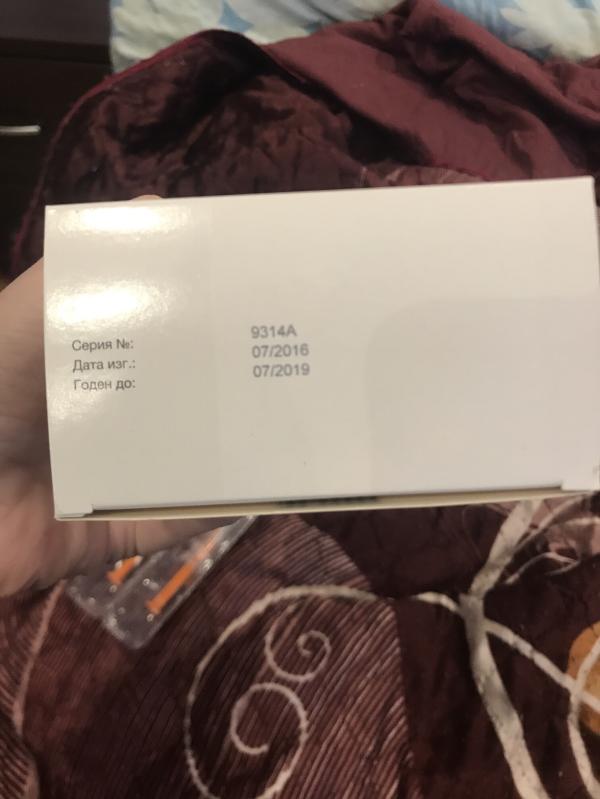 Серия №: 9314A
Дата изг.: 07/2016
Годен до: 07/2019